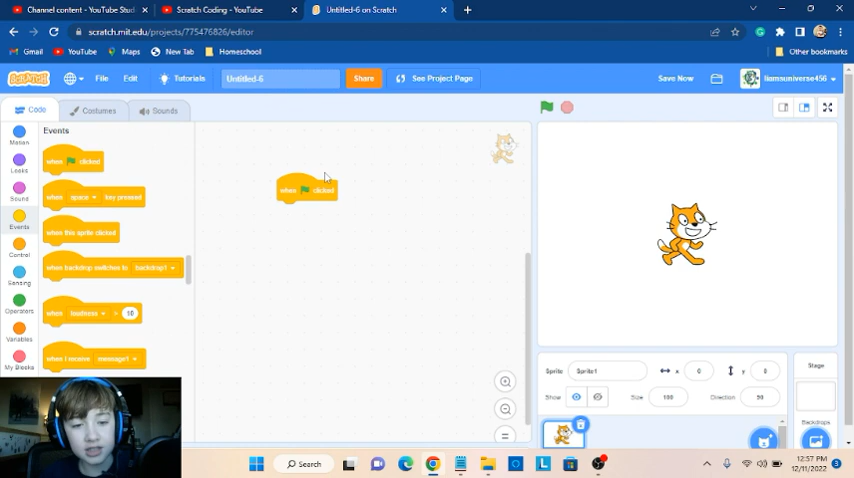 Channel content - YouTube Stud
Scratch Coding - YouTube
Untitled-6 on Scratch
scratch.mit.edu/projects/775476826/editor
Gmail YouTube Maps New Tab Homeschool Other bookmarks
SCRATCH File Edit Tutorials Untitled-6 Share See Project Page Save Now liamsuniverse456
Code Costumes Sounds
Events
Motion
Looks
Sound
Events
Control
Sensing
Operators
Variables
My Blocks
when clicked
when space key pressed
when this sprite clicked
when backdrop switches to backdrop1
when loudness > 10
when I receive message1
when clicked
Sprite Sprite1 x 0 y 0
Show Size 100 Direction 90
Stage
Backdrops
Search
12:57 PM
12/11/2022
3